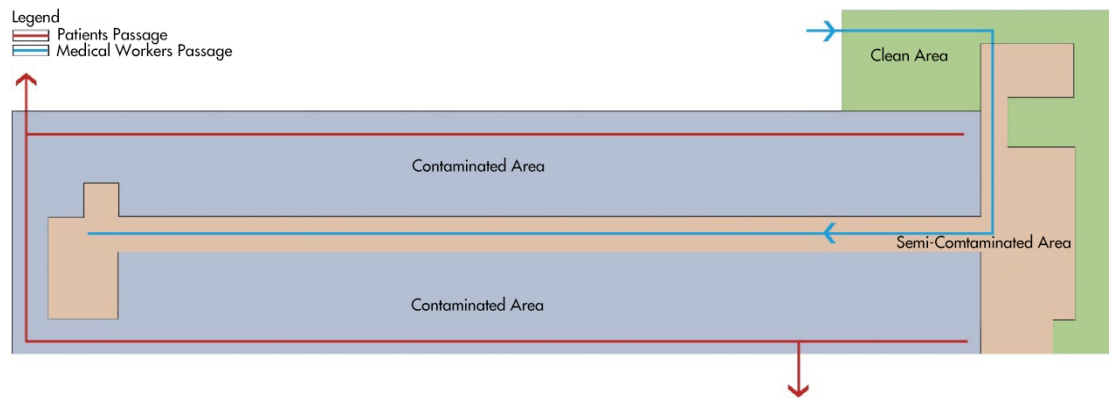 Legend
Patients Passage
Medical Workers Passage
Clean Area
Contaminated Area
Semi-Comtaminated Area
Contaminated Area